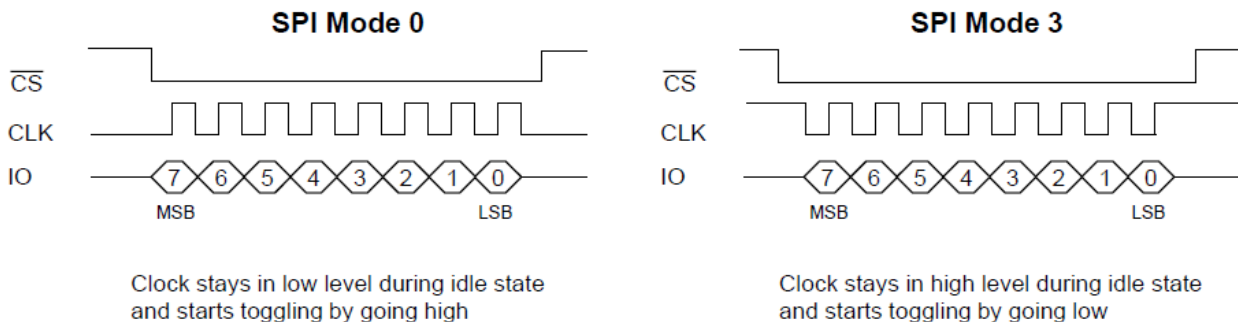 SPI Mode 0
CS
CLK
IO
7 6 5 4 3 2 1 0
MSB LSB
Clock stays in low level during idle state
and starts toggling by going high
SPI Mode 3
CS
CLK
IO
7 6 5 4 3 2 1 0
MSB LSB
Clock stays in high level during idle state
and starts toggling by going low